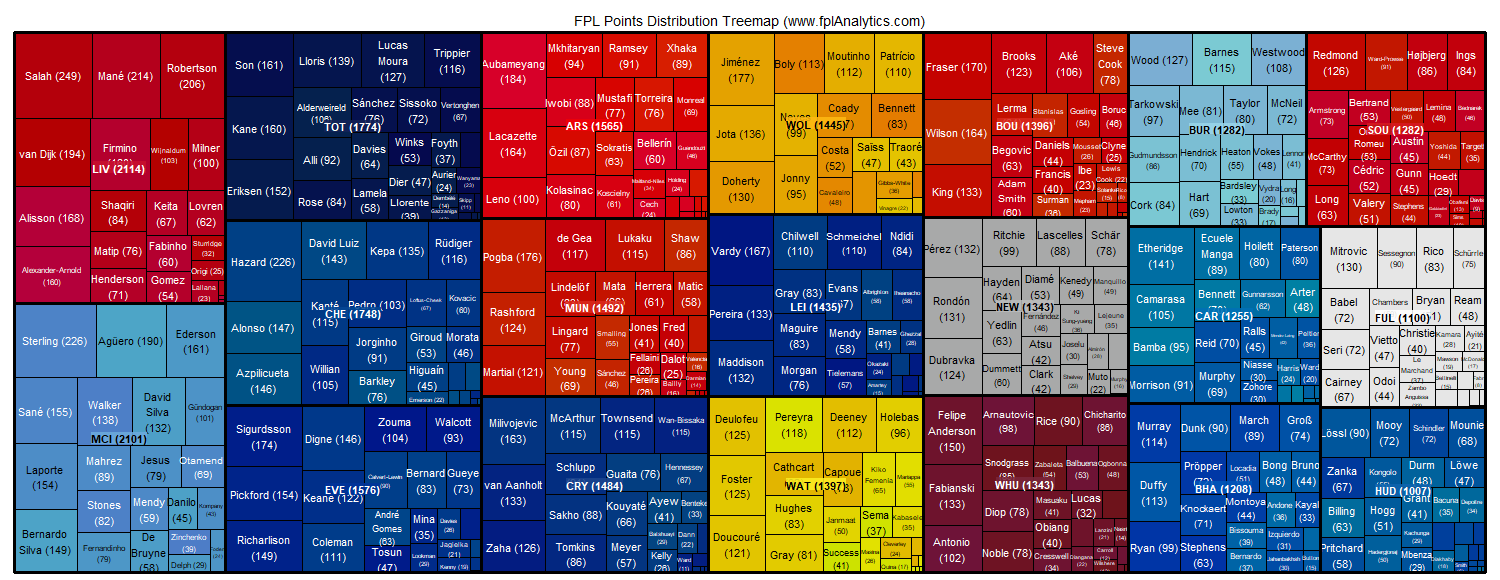 FPL Points Distribution Treemap (www.fplAnalytics.com)
LIV (2114)
Salah (249)
Mané (214)
Robertson
(206)
van Dijk (194)
Firmino
Wijnaldum
(103)
Milner
(100)
Alisson (168)
Shaqiri
(84)
Keita
(67)
Lovren
(62)
Alexander-Arnold
(160)
Matip (76)
Fabinho
(60)
Sturridge
(32)
Henderson
(71)
Gomez
(54)
Origi (25)
Lallana
(23)
MCI (2101)
Sterling (226)
Agüero (190)
Ederson
(161)
Sané (155)
Walker
(138)
David
Silva
(132)
Gündogan
(101)
Laporte
(154)
Mahrez
(89)
Jesus
(79)
Otamendi
(69)
Stones
(82)
Mendy
(59)
Danilo
(45)
Kompany
(43)
Bernardo
Silva (149)
Fernandinho
(79)
De
Bruyne
(58)
Zinchenko
(39)
Delph (29)
TOT (1774)
Son (161)
Lloris (139)
Lucas
Moura
(127)
Trippier
(116)
Kane (160)
Alderweireld
Sánchez
Sissoko
(72)
Vertonghen
(67)
Alli (92)
Davies
(64)
Winks
(53)
Foyth
(37)
Eriksen (152)
Rose (84)
Lamela
(58)
Dier (47)
Llorente
(39)
Aurier
(24)
Wanyama
(23)
Dembélé
(14)
Skipp
(11)
CHE (1748)
Hazard (226)
David Luiz
(143)
Kepa (135)
Rüdiger
(116)
Alonso (147)
Kanté
(115)
Pedro (103)
Loftus-Cheek
(67)
Kovacic
(60)
Azpilicueta
(146)
Willian
(105)
Jorginho
(91)
Giroud
(53)
Morata
(46)
Barkley
(76)
Higuaín
(45)
Emerson (22)
EVE (1576)
Sigurdsson
(174)
Digne (146)
Zouma
(104)
Walcott
(93)
Pickford (154)
Keane (122)
Calvert-Lewin
(90)
Bernard
(83)
Gueye
(73)
Richarlison
(149)
Coleman
(111)
André
Gomes
(63)
Mina
(35)
Davies
(28)
Tosun
(47)
Lookman
(29)
Jagielka
(21)
Kenny (19)
ARS (1565)
Aubameyang
(184)
Mkhitaryan
(94)
Ramsey
(91)
Xhaka
(89)
Lacazette
(164)
Iwobi (88)
Mustafi
(77)
Torreira
(76)
Monreal
(69)
Özil (87)
Sokratis
(63)
Bellerín
(60)
Guendouzi
(46)
Leno (100)
Kolasinac
(80)
Koscielny
(61)
Maitland-Niles
(34)
Holding
(24)
Cech
(24)
MUN (1492)
Pogba (176)
de Gea
(117)
Lukaku
(115)
Shaw
(86)
Rashford
(124)
Lindelöf
Mata
Herrera
(61)
Matic
(58)
Martial (121)
Lingard
(77)
Smalling
(55)
Jones
(41)
Fred
(40)
Young
(69)
Sánchez
(46)
Fellaini
(26)
Dalot
(25)
Valencia
(16)
Pereira
Bailly
Darmian
(14)
CRY (1484)
Milivojevic
(163)
McArthur
(115)
Townsend
(115)
Wan-Bissaka
(115)
van Aanholt
(133)
Schlupp
Guaita (76)
Hennessey
(67)
Zaha (126)
Sakho (88)
Kouyaté
(66)
Ayew
(41)
Benteke
(33)
Tomkins
(86)
Meyer
(57)
Batshuayi
(29)
Dann
(22)
Kelly
(26)
Ward
(11)
WOL (1445)
Jiménez
(177)
Boly (113)
Moutinho
(112)
Patrício
(110)
Jota (136)
Neves
(99)
Coady
Bennett
(83)
Doherty
(130)
Jonny
(95)
Costa
(52)
Saïss
(47)
Traoré
(43)
Cavaleiro
(48)
Gibbs-White
(36)
Vinagre (22)
LEI (1435)
Vardy (167)
Chilwell
(110)
Schmeichel
(110)
Ndidi
(84)
Pereira (133)
Gray (83)
Evans
Albrighton
(58)
Iheanacho
(58)
Maddison
(132)
Maguire
(83)
Mendy
(58)
Barnes
(41)
Ghezzal
(28)
Morgan
(76)
Tielemans
(57)
Okazaki
(24)
Amartey
WAT (1397)
Deulofeu
(125)
Pereyra
(118)
Deeney
(112)
Holebas
(96)
Foster
(125)
Cathcart
Capoue
Kiko
Femenía
(65)
Mariappa
(55)
Doucouré
(121)
Hughes
(83)
Jarmaat
(50)
Sema
(37)
Kabasele
(35)
Gray (81)
Success
(41)
Masina
(28)
Cleverley
(24)
Quina (17)
BOU (1396)
Fraser (170)
Brooks
(123)
Aké
(106)
Steve
Cook
(78)
Wilson (164)
Lerma
Stanislas
Gosling
(54)
Boruc
(46)
King (133)
Begovic
(63)
Daniels
(44)
Mousset
(26)
Clyne
(25)
Adam
Smith
(60)
Francis
(40)
Ibe
(23)
Lewis
Cook (22)
Surman
(38)
Mepham
(23)
Solanke
(15)
Rico
NEW (1343)
Pérez (132)
Ritchie
(99)
Lascelles
(88)
Schär
(78)
Rondón
(131)
Hayden
(64)
Diamé
(53)
Kenedy
(49)
Manquillo
(49)
Dubravka
(124)
Yedlin
(63)
Fernández
(46)
Ki
Sung-yueng
(36)
Lejeune
(35)
Dummett
(60)
Atsu
(42)
Joselu
(30)
Almirón
(28)
Clark
(42)
Shelvey
(29)
Muto
(22)
Murphy
(16)
WHU (1343)
Felipe
Anderson
(150)
Arnautovic
(98)
Rice (90)
Chicharito
(86)
Fabianski
(133)
Snodgrass
(85)
Zabaleta
(54)
Balbuena
(53)
Ogbonna
(48)
Antonio
(102)
Diop (78)
Masuaku
(41)
Lucas
(32)
Noble (78)
Obiang
(40)
Lanzini
(21)
Nasri
(14)
Cresswell
(34)
Diangana
(22)
Carroll
(12)
Wilshere
BUR (1282)
Wood (127)
Barnes
(115)
Westwood
(108)
Tarkowski
(97)
Mee (81)
Taylor
(80)
McNeil
(72)
Gudmundsson
(86)
Hendrick
(70)
Heaton
(55)
Vokes
(48)
Lennon
(41)
Cork (84)
Hart
(69)
Bardsley
(33)
Vydra
(20)
Long
(16)
Lowton
(33)
Brady
(17)
CAR (1255)
Etheridge
(141)
Ecuele
Manga
(89)
Hoilett
(80)
Paterson
(80)
Camarasa
(105)
Bennett
Gunnarsson
(62)
Arter
(48)
Bamba (95)
Reid (70)
Ralls
(45)
Peltier
(36)
Morrison (91)
Murphy
(69)
Niasse
(30)
Harris
(24)
Ward
(20)
Zohore
(30)
BHA (1208)
Murray
(114)
Dunk (90)
March
(89)
Groß
(74)
Duffy
(113)
Pröpper
Locadia
(51)
Bong
(48)
Bruno
(44)
Ryan (99)
Knockaert
(71)
Montoya
(44)
Andone
(36)
Kayal
(33)
Stephens
(63)
Bissouma
(39)
Izquierdo
(31)
Bernardo
(37)
Jahanbakhsh
SOU (1282)
Redmond
(126)
Ward-Prowse
(91)
Højbjerg
(86)
Ings
(84)
Armstrong
(73)
Bertrand
(53)
Vestergaard
(50)
Lemina
(48)
Bednarek
McCarthy
(73)
Romeu
(53)
Austin
(45)
Yoshida
(44)
Targett
(35)
Long
(63)
Cédric
(52)
Gunn
(45)
Hoedt
(29)
Valery
(51)
Stephens
(44)
Gabbiadini
Obafemi
(13)
FUL (1100)
Mitrovic
(130)
Sessegnon
(90)
Rico
(83)
Schürrle
(75)
Babel
(72)
Chambers
Bryan
Ream
(48)
Seri (72)
Vietto
(47)
Christie
(40)
Kamara
(28)
Ayité
(21)
Cairney
(67)
Odoi
(44)
Le
Marchand
(37)
Mawson
(19)
McDonald
(17)
Zambo
Anguissa
Bettinelli
(15)
HUD (1007)
Lössl (90)
Mooy
(72)
Schindler
(72)
Mounie
(68)
Zanka
(67)
Kongolo
Durm
(48)
Löwe
(47)
Billing
(63)
Hogg
(51)
Grant
(41)
Bacuna
(35)
Depoitre
(34)
Pritchard
(58)
Hadergjonaj
(50)
Kachunga
(29)
Mbenza
(29)
Diakhaby
(18)
Smith